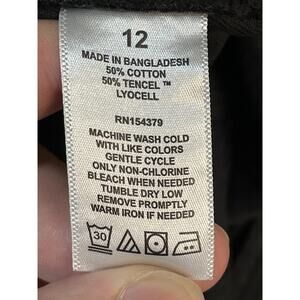 12
MADE IN BANGLADESH
50% COTTON
50% TENCEL™
LYOCELL
RN154379
MACHINE WASH COLD
WITH LIKE COLORS
GENTLE CYCLE
ONLY NON-CHLORINE
BLEACH WHEN NEEDED
TUMBLE DRY LOW
REMOVE PROMPTLY
WARM IRON IF NEEDED
30